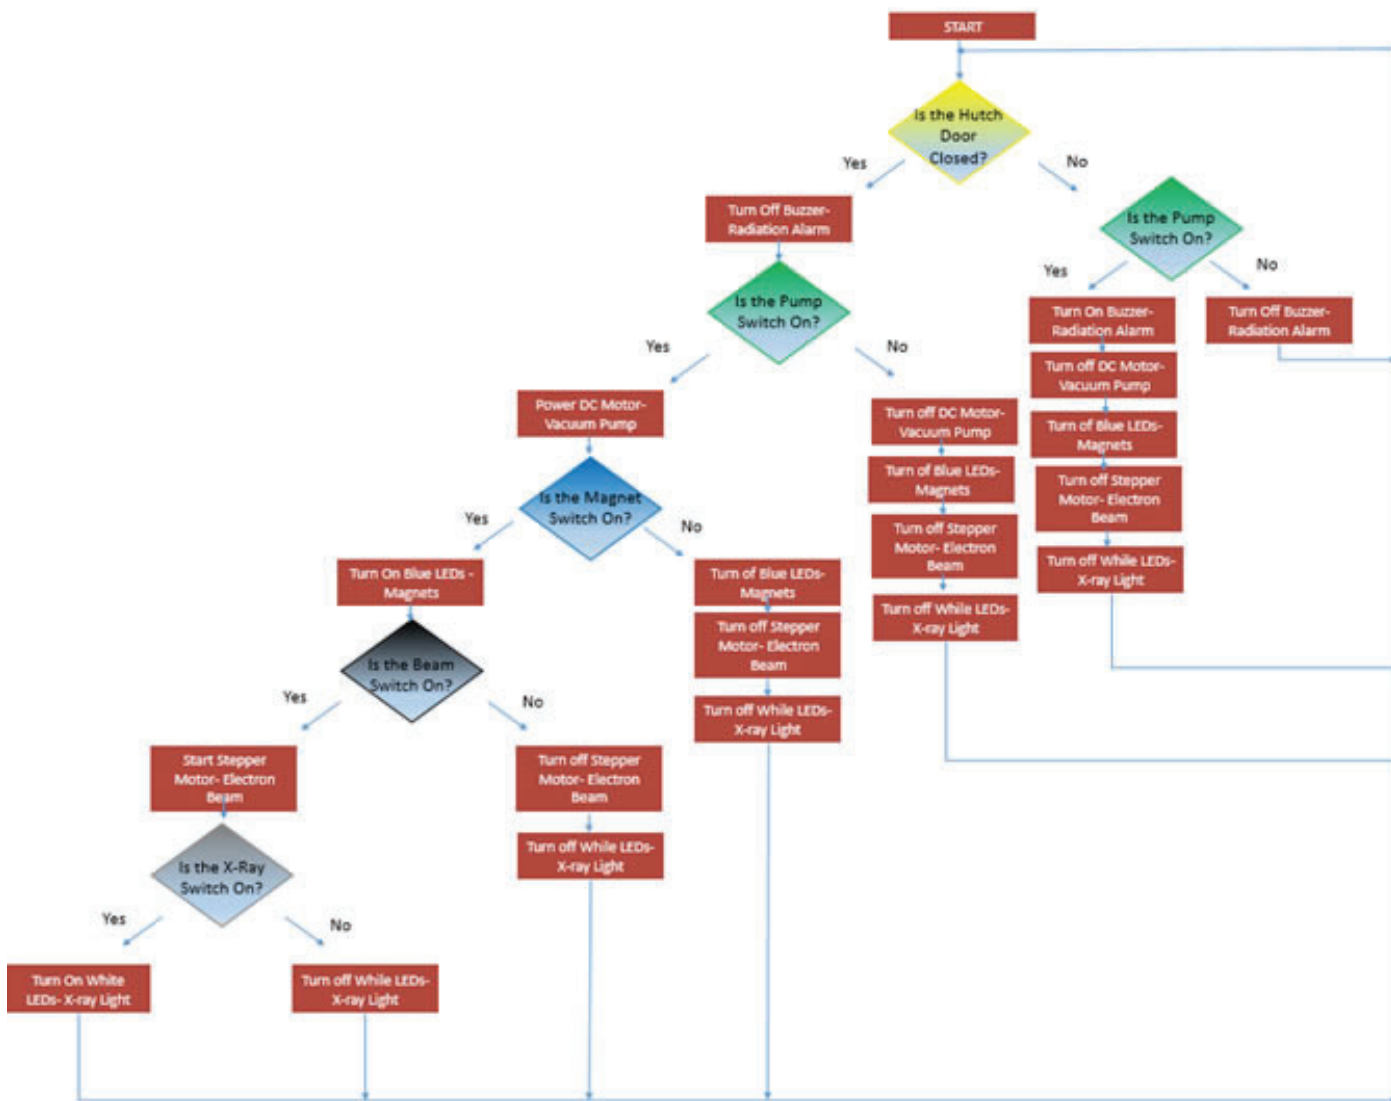 START
Is the Hutch
Door
Closed?
Yes
No
Turn Off Buzzer-
Radiation Alarm
Is the Pump
Switch On?
Is the Pump
Switch On?
Yes
No
Turn On Buzzer-
Radiation Alarm
Turn Off Buzzer-
Radiation Alarm
Yes
No
Turn off DC Motor-
Vacuum Pump
Turn of Blue LEDs-
Magnets
Turn off Stepper
Motor- Electron
Beam
Turn off While LEDs-
X-ray Light
Power DC Motor-
Vacuum Pump
Turn off DC Motor-
Vacuum Pump
Turn of Blue LEDs-
Magnets
Turn off Stepper
Motor- Electron
Beam
Turn off While LEDs-
X-ray Light
Is the Magnet
Switch On?
Yes
No
Turn On Blue LEDs -
Magnets
Turn of Blue LEDs-
Magnets
Turn off Stepper
Motor- Electron
Beam
Turn off While LEDs-
X-ray Light
Is the Beam
Switch On?
Yes
No
Start Stepper
Motor- Electron
Beam
Turn off Stepper
Motor- Electron
Beam
Turn off While LEDs-
X-ray Light
Is the X-Ray
Switch On?
Yes
No
Turn On White
LEDs- X-ray Light
Turn off While LEDs-
X-ray Light